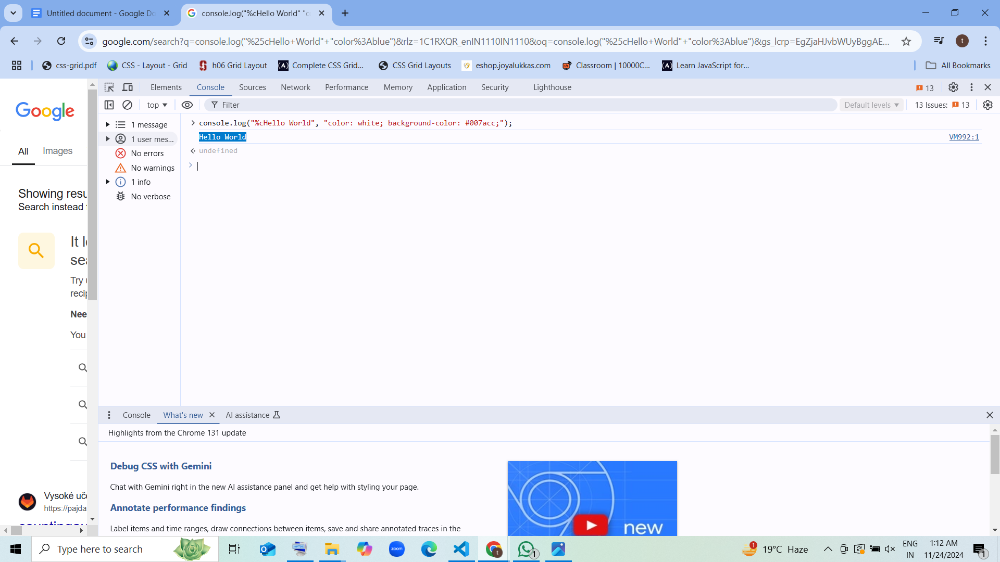 Untitled document - Google Do
console.log("%cHello World" "c
google.com/search?q=console.log("%25cHello+World"+"color%3Ablue")&rlz=1C1RXQR_enIN1110IN1110&oq=console.log("%25cHello+World"+"color%3Ablue")&gs_lcrp=EgZjaHJvbWUyBggAE...
t
css-grid.pdf
CSS - Layout - Grid
h06 Grid Layout
Complete CSS Grid...
CSS Grid Layouts
eshop.joyalukkas.com
Classroom | 10000C...
Learn JavaScript for...
All Bookmarks
Elements
Console
Sources
Network
Performance
Memory
Application
Security
Lighthouse
13
top
Filter
Default levels
13 Issues:
13
Google
All
Images
Showing resu
Search instead
It l
sea
Try
recip
Nee
You
Vysoké uč
https://pajda
1 message
1 user mes...
No errors
No warnings
1 info
No verbose
console.log("%cHello World", "color: white; background-color: #007acc;");
Hello World
VM992:1
undefined
Console
What's new
AI assistance
Highlights from the Chrome 131 update
Debug CSS with Gemini
Chat with Gemini right in the new AI assistance panel and get help with styling your page.
Annotate performance findings
Label items and time ranges, draw connections between items, save and share annotated traces in the
new
Type here to search
zoom
t
1
1
19°C Haze
ENG
IN
1:12 AM
11/24/2024
1